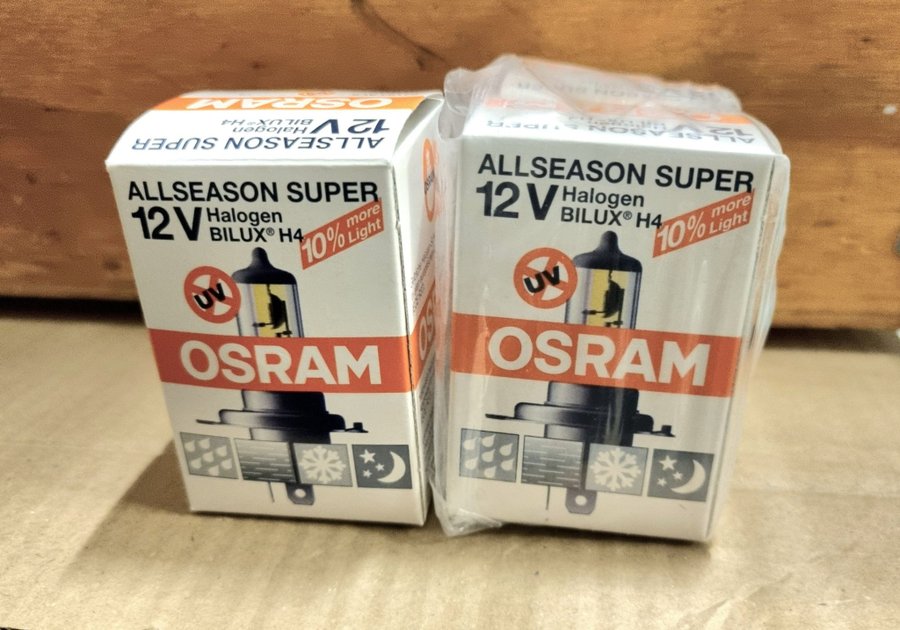 OSRAM
12V Halogen
BILUX® H4
ALLSEASON SUPER
ALLSEASON SUPER
12V Halogen
BILUX® H4
10% more
Light
UV
OSRAM
ALLSEASON SUPER
12V Halogen
BILUX® H4
10% more
Light
UV
OSRAM